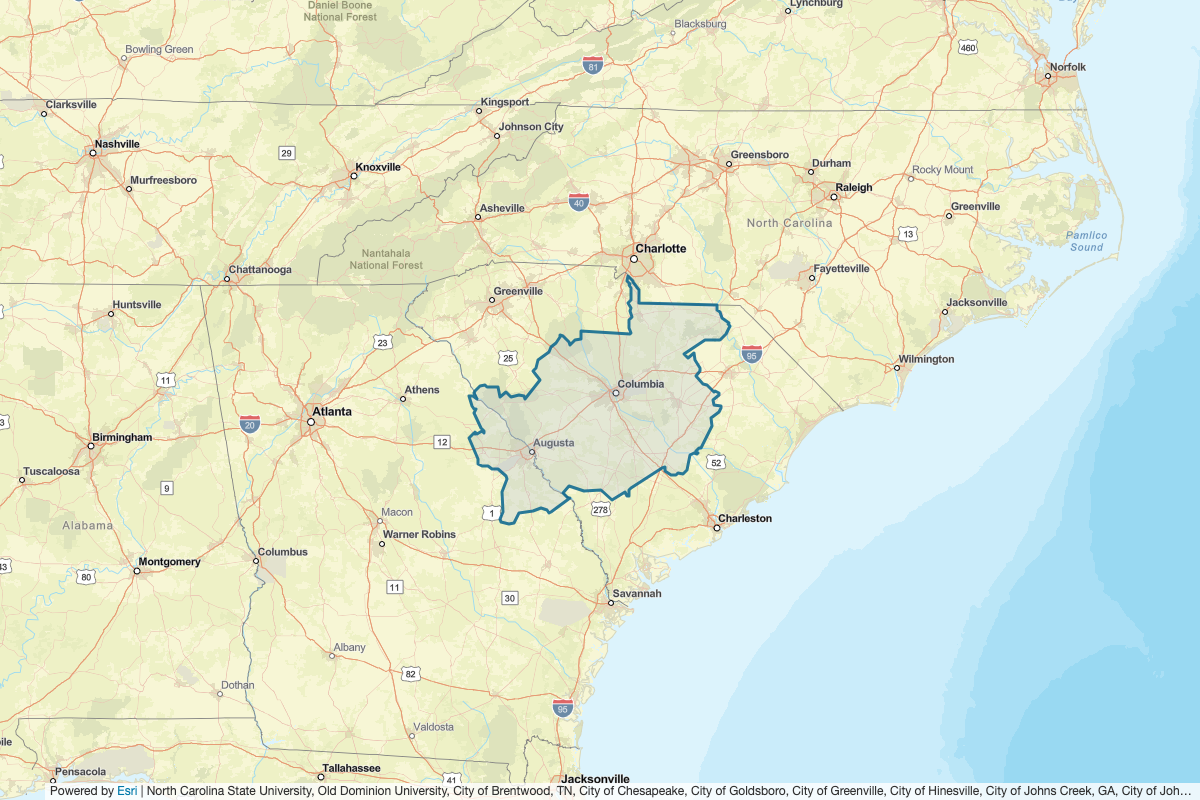 Daniel Boone
National Forest
Lynchburg
Blacksburg
460
Bowling Green
81
Norfolk
Clarksville
Kingsport
Johnson City
Nashville
29
Knoxville
Greensboro
Durham
Rocky Mount
Murfreesboro
Raleigh
Asheville
40
Greenville
North Carolina
13
Pamlico
Sound
Charlotte
Nantahala
National Forest
Chattanooga
Fayetteville
Huntsville
Greenville
Jacksonville
23
25
95
Wilmington
11
Athens
Columbia
Atlanta
20
Birmingham
12
Augusta
52
Tuscaloosa
9
1
278
Macon
Charleston
Alabama
Warner Robins
Columbus
Montgomery
80
11
30
Savannah
Albany
82
Dothan
95
Valdosta
Pensacola
Tallahassee
41
Jacksonville
Powered by Esri | North Carolina State University, Old Dominion University, City of Brentwood, TN, City of Chesapeake, City of Goldsboro, City of Greenville, City of Hinesville, City of Johns Creek, GA, City of Joh...